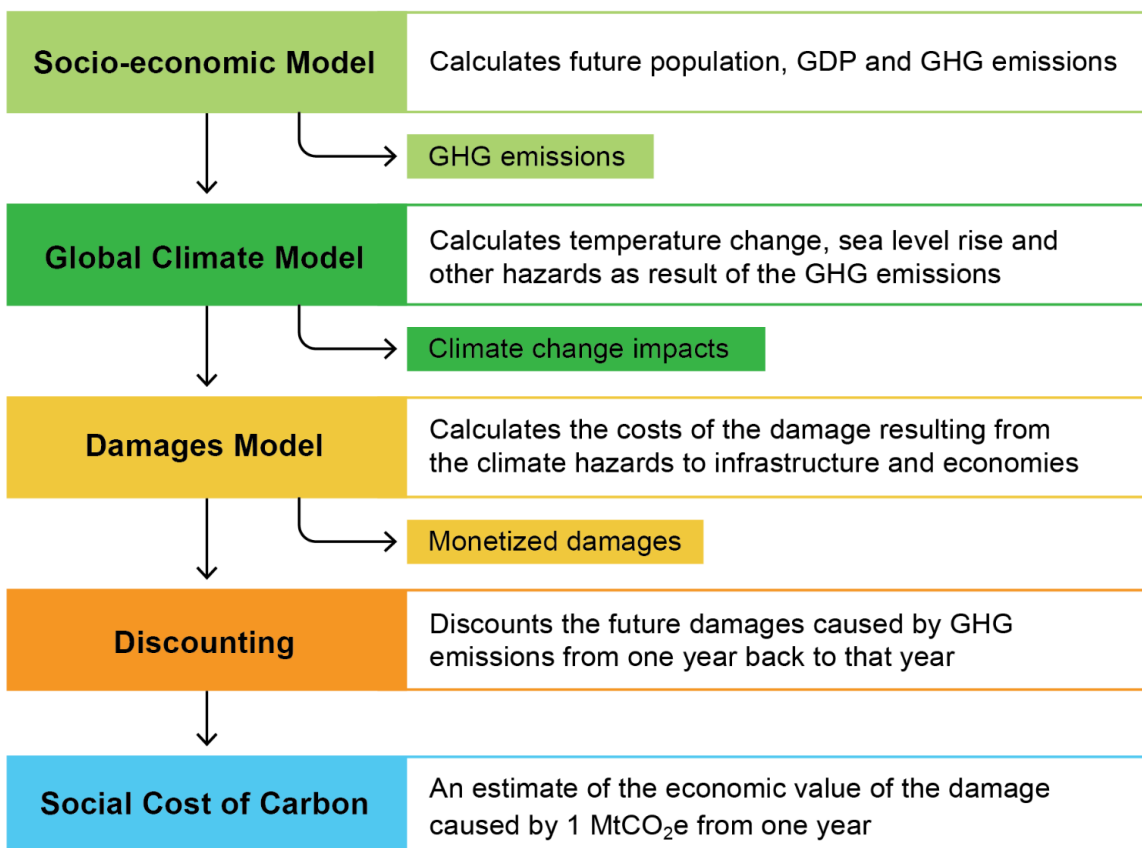 Socio-economic Model
Calculates future population, GDP and GHG emissions
GHG emissions
Global Climate Model
Calculates temperature change, sea level rise and
other hazards as result of the GHG emissions
Climate change impacts
Damages Model
Calculates the costs of the damage resulting from
the climate hazards to infrastructure and economies
Monetized damages
Discounting
Discounts the future damages caused by GHG
emissions from one year back to that year
Social Cost of Carbon
An estimate of the economic value of the damage
caused by 1 MtCO₂e from one year